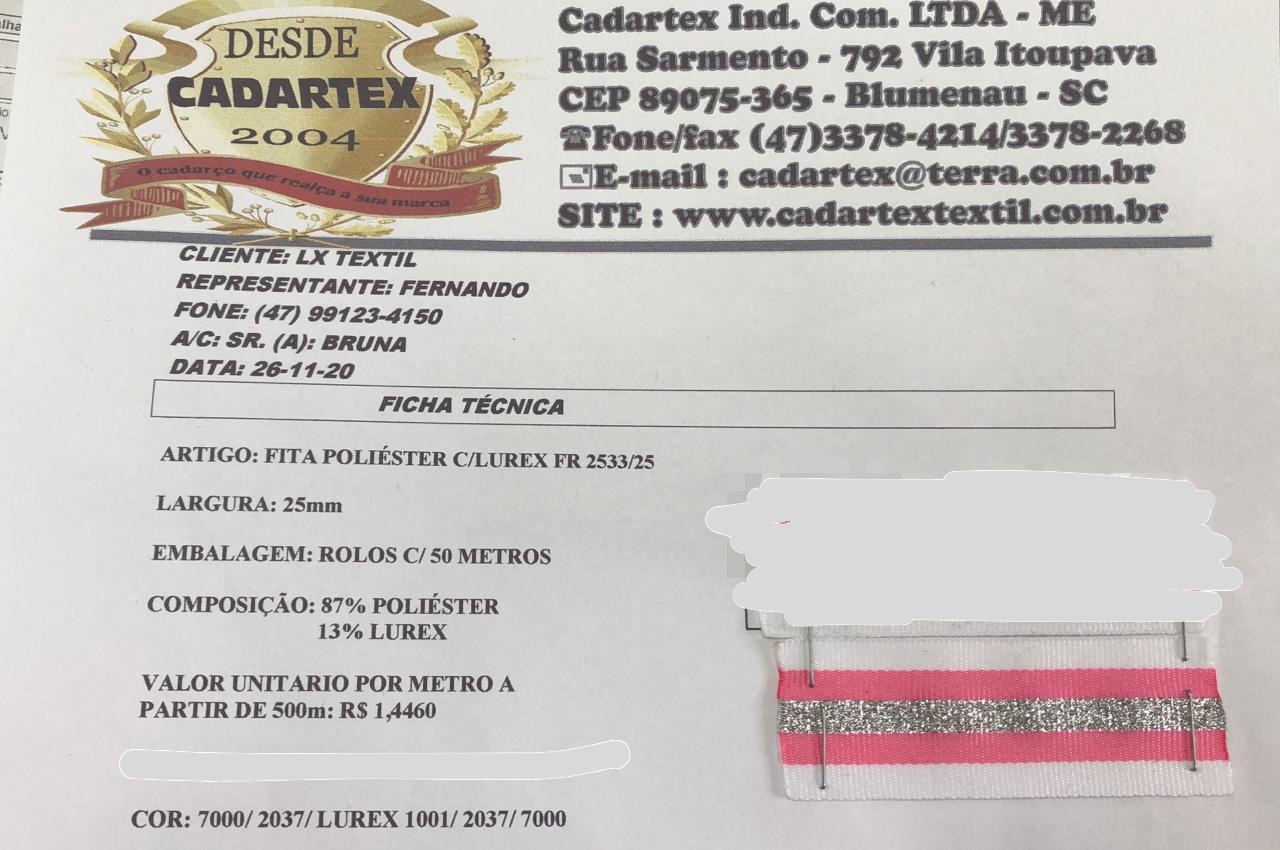 DESDE
CADARTEX
2004
O cadarço que realça a sua marca
Cadartex Ind. Com. LTDA - ME
Rua Sarmento - 792 Vila Itoupava
CEP 89075-365 - Blumenau - SC
☎Fone/fax (47)3378-4214/3378-2268
E-mail : cadartex@terra.com.br
SITE : www.cadartextextil.com.br
CLIENTE: LX TEXTIL
REPRESENTANTE: FERNANDO
FONE: (47) 99123-4150
A/C: SR. (A): BRUNA
DATA: 26-11-20
FICHA TÉCNICA
ARTIGO: FITA POLIÉSTER C/LUREX FR 2533/25
LARGURA: 25mm
EMBALAGEM: ROLOS C/ 50 METROS
COMPOSIÇÃO: 87% POLIÉSTER
13% LUREX
VALOR UNITARIO POR METRO A
PARTIR DE 500m: R$ 1,4460
COR: 7000/ 2037/ LUREX 1001/ 2037/ 7000